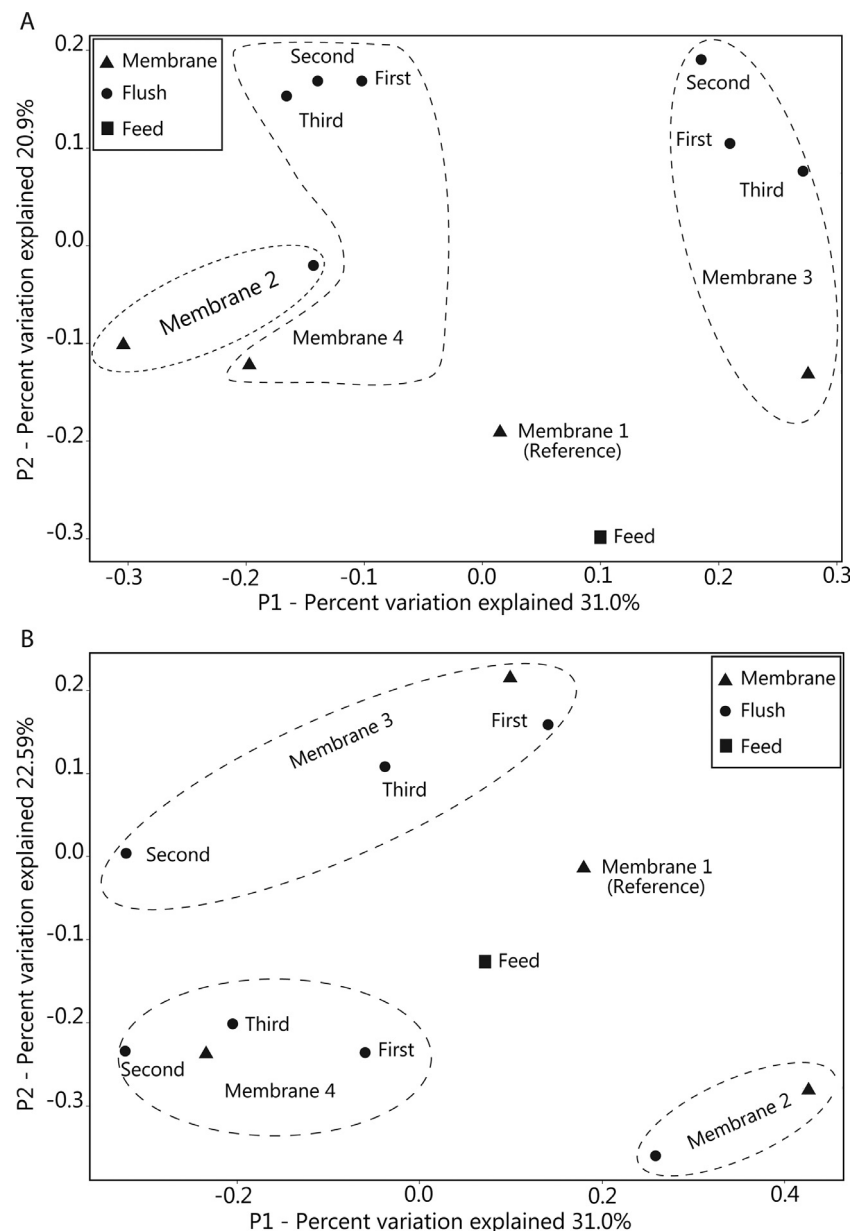 A
0.2
0.1
0.0
-0.1
-0.2
-0.3
P2 - Percent variation explained 20.9%
Membrane
Flush
Feed
Second
First
Third
Membrane 2
Membrane 4
Second
First
Third
Membrane 3
Membrane 1
(Reference)
Feed
-0.3
-0.2
-0.1
0.0
0.1
0.2
0.3
P1 - Percent variation explained 31.0%
B
0.2
0.1
0.0
-0.1
-0.2
-0.3
P2 - Percent variation explained 22.59%
Membrane
Flush
Feed
Membrane 3
First
Third
Second
Membrane 1
(Reference)
Feed
Third
Second
First
Membrane 4
Membrane 2
-0.2
0.0
0.2
0.4
P1 - Percent variation explained 31.0%